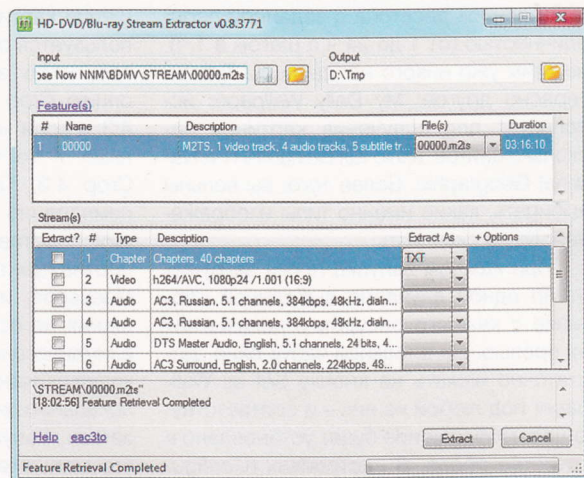 HD-DVD/Blu-ray Stream Extractor v0.8.3771
Input
Output
ose Now NNM\BDMV\STREAM\00000.m2ts
D:\Tmp
Feature(s)
# Name Description File(s) Duration
1 00000 M2TS, 1 video track, 4 audio tracks, 5 subtitle tr... 00000.m2ts 03:16:10
Stream(s)
Extract? # Type Description Extract As + Options
1 Chapter Chapters, 40 chapters TXT
2 Video h264/AVC, 1080p24 /1.001 (16:9)
3 Audio AC3, Russian, 5.1 channels, 384kbps, 48kHz, dialn...
4 Audio AC3, Russian, 5.1 channels, 384kbps, 48kHz, dialn...
5 Audio DTS Master Audio, English, 5.1 channels, 24 bits, 4...
6 Audio AC3 Surround, English, 2.0 channels, 224kbps, 48...
\STREAM\00000.m2ts"
[18:02:56] Feature Retrieval Completed
Help eac3to
Extract Cancel
Feature Retrieval Completed